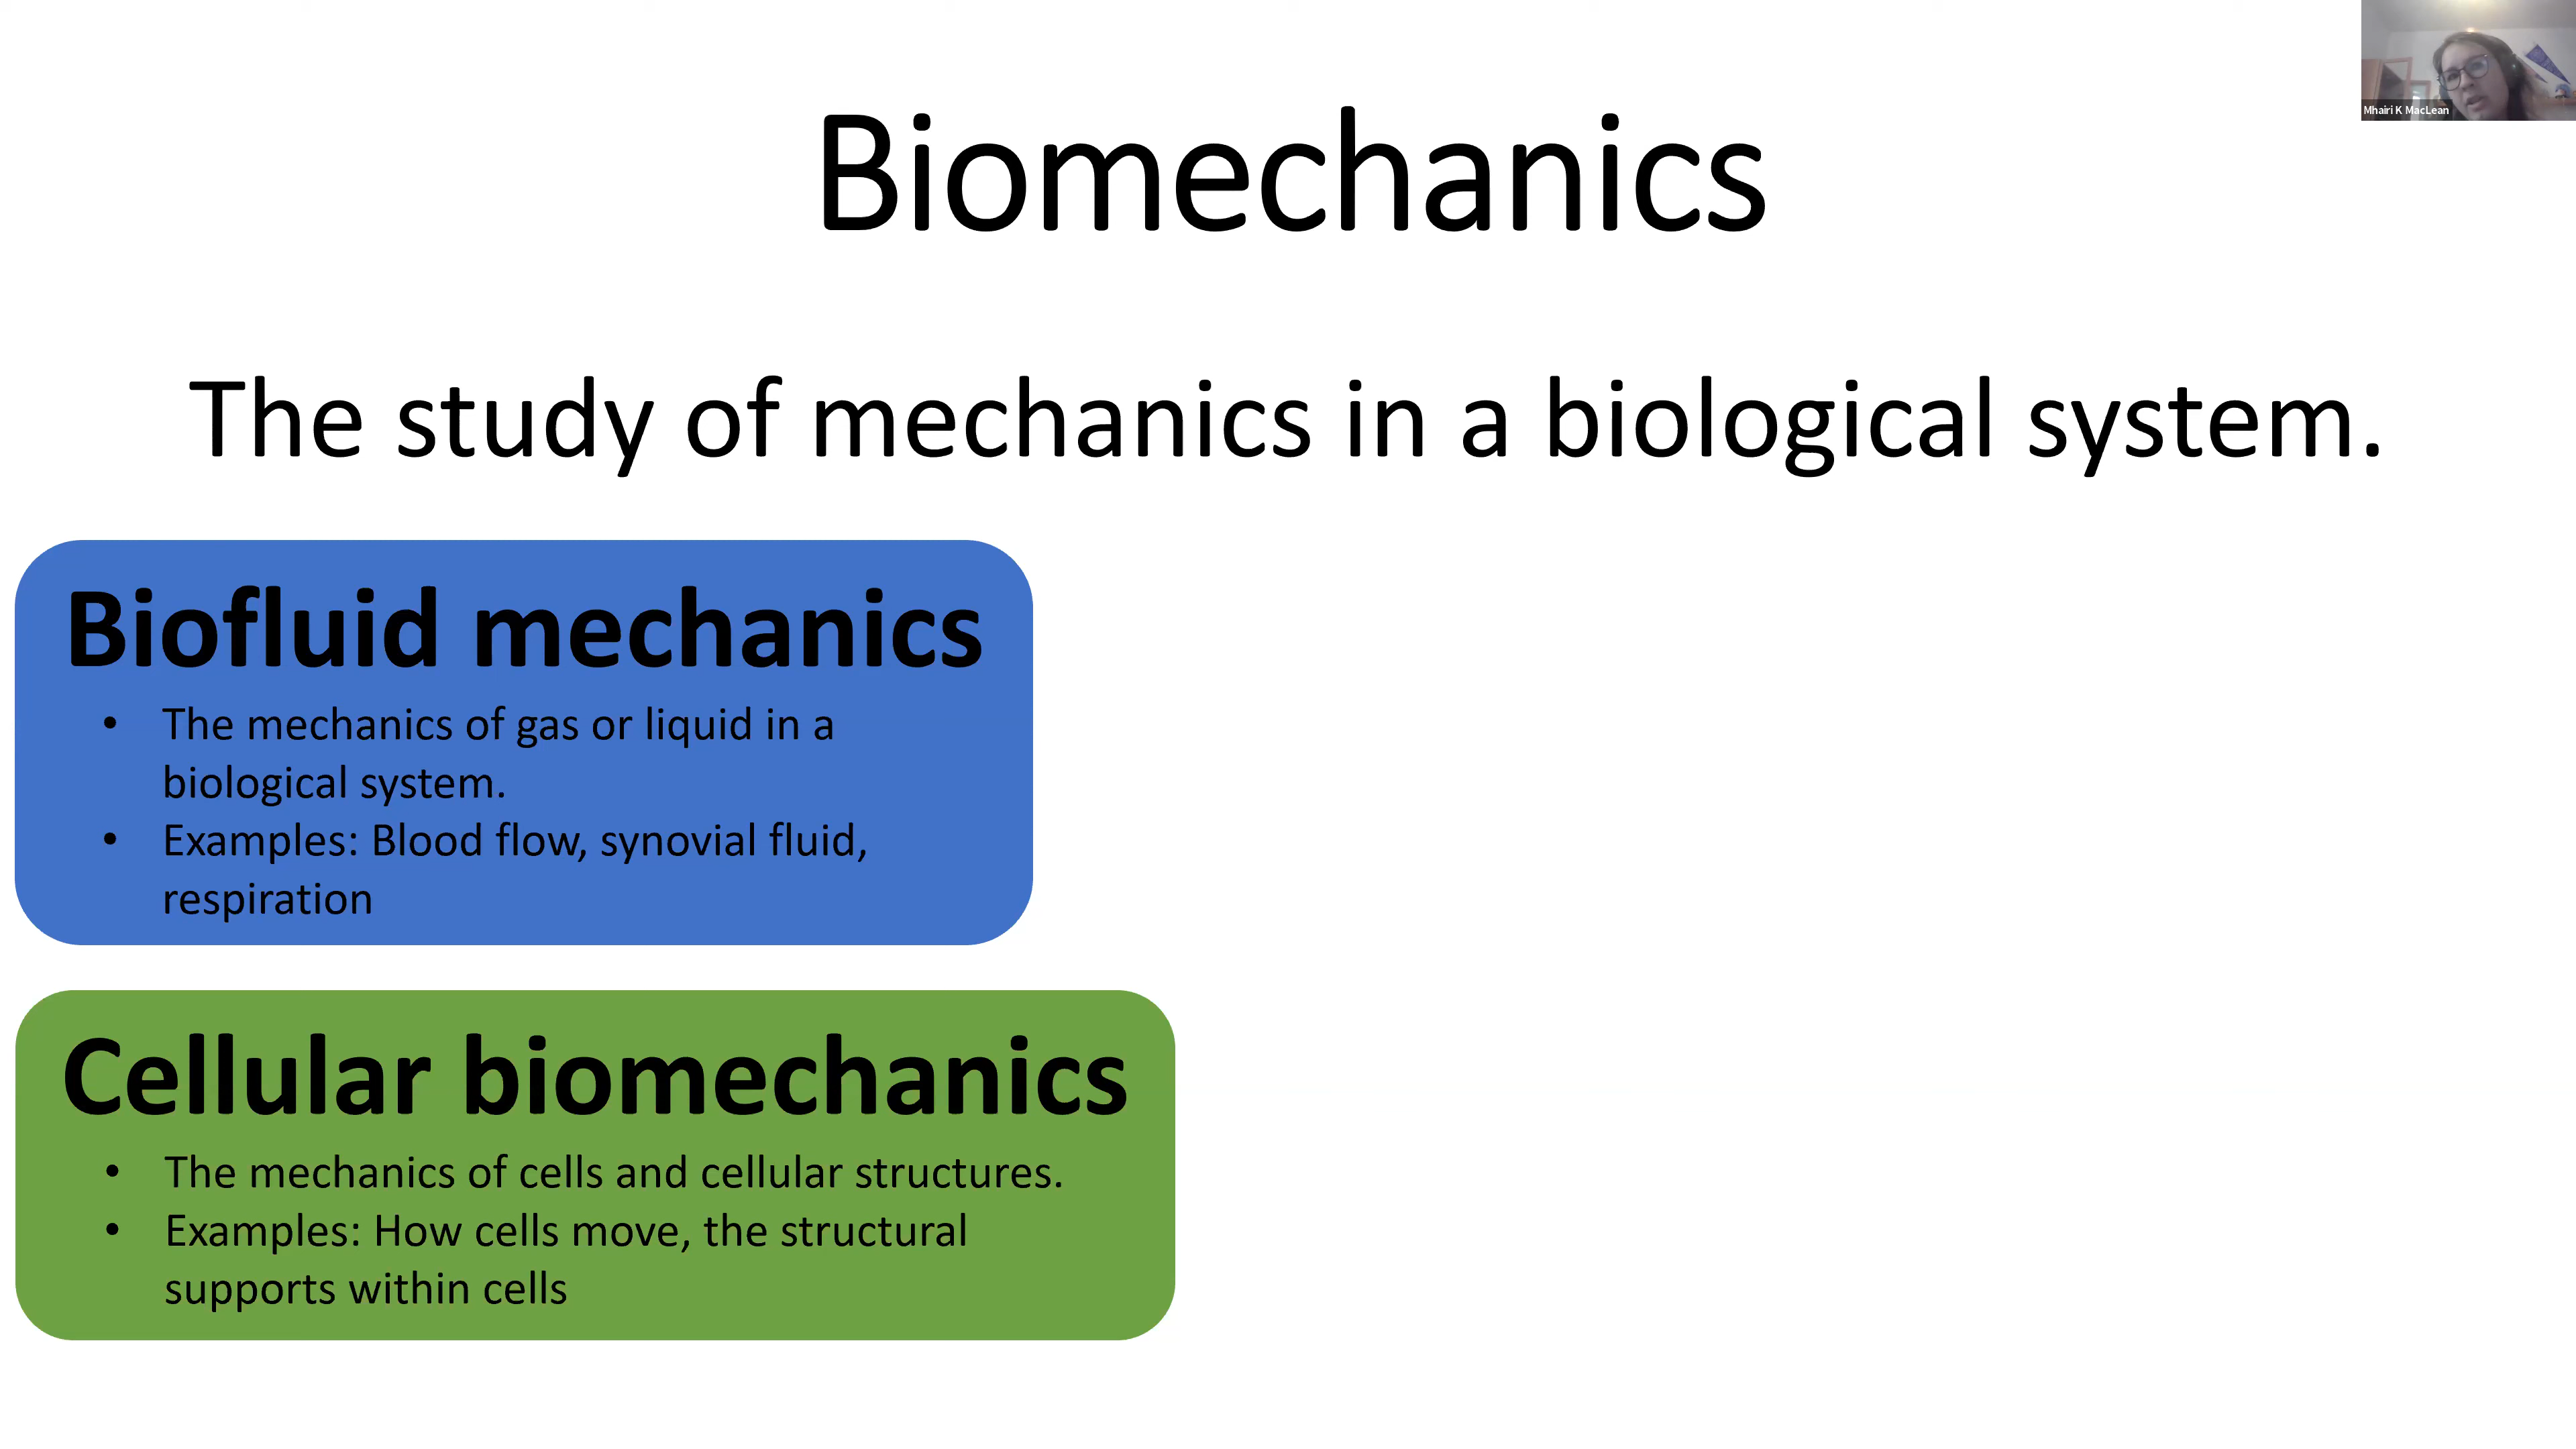 Mhairi K MacLean
Biomechanics
The study of mechanics in a biological system.
Biofluid mechanics
• The mechanics of gas or liquid in a
biological system.
• Examples: Blood flow, synovial fluid,
respiration
Cellular biomechanics
• The mechanics of cells and cellular structures.
• Examples: How cells move, the structural
supports within cells